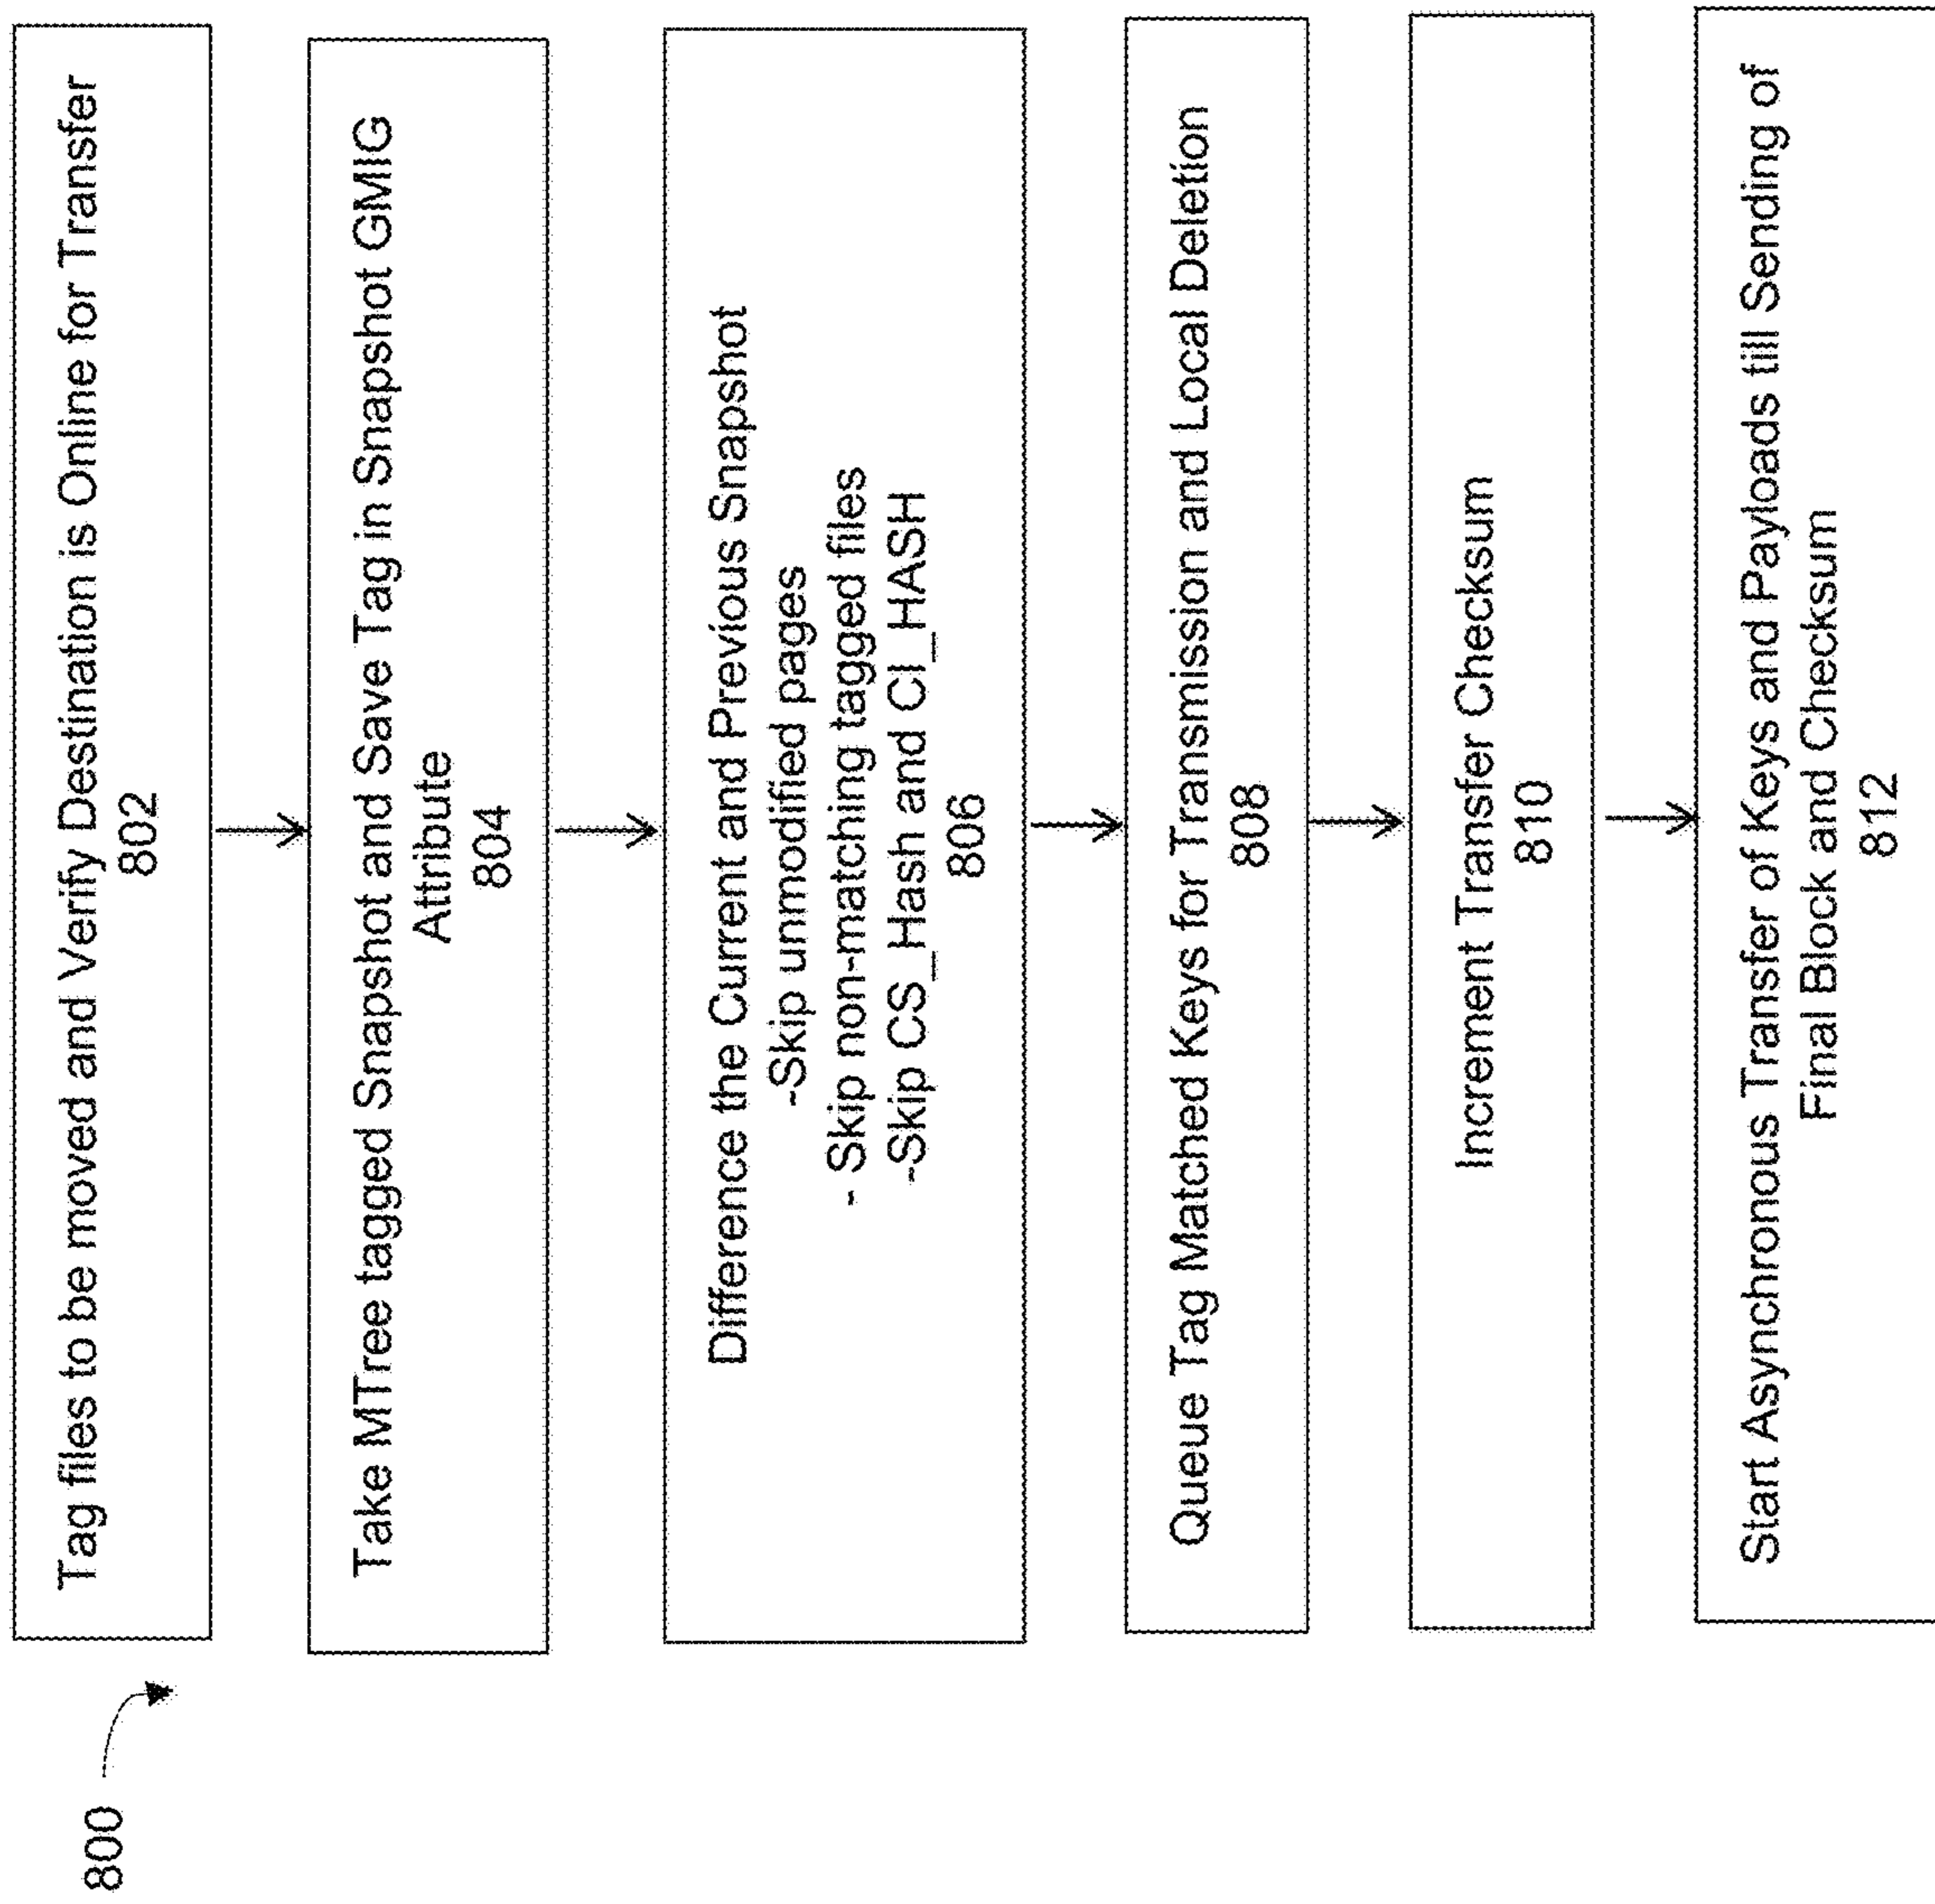 800
Tag files to be moved and Verify Destination is Online for Transfer
802
Take MTree tagged Snapshot and Save Tag in Snapshot GMIG
Attribute
804
Difference the Current and Previous Snapshot
-Skip unmodified pages
- Skip non-matching tagged files
-Skip CS_Hash and CI_HASH
806
Queue Tag Matched Keys for Transmission and Local Deletion
808
Increment Transfer Checksum
810
Start Asynchronous Transfer of Keys and Payloads till Sending of
Final Block and Checksum
812